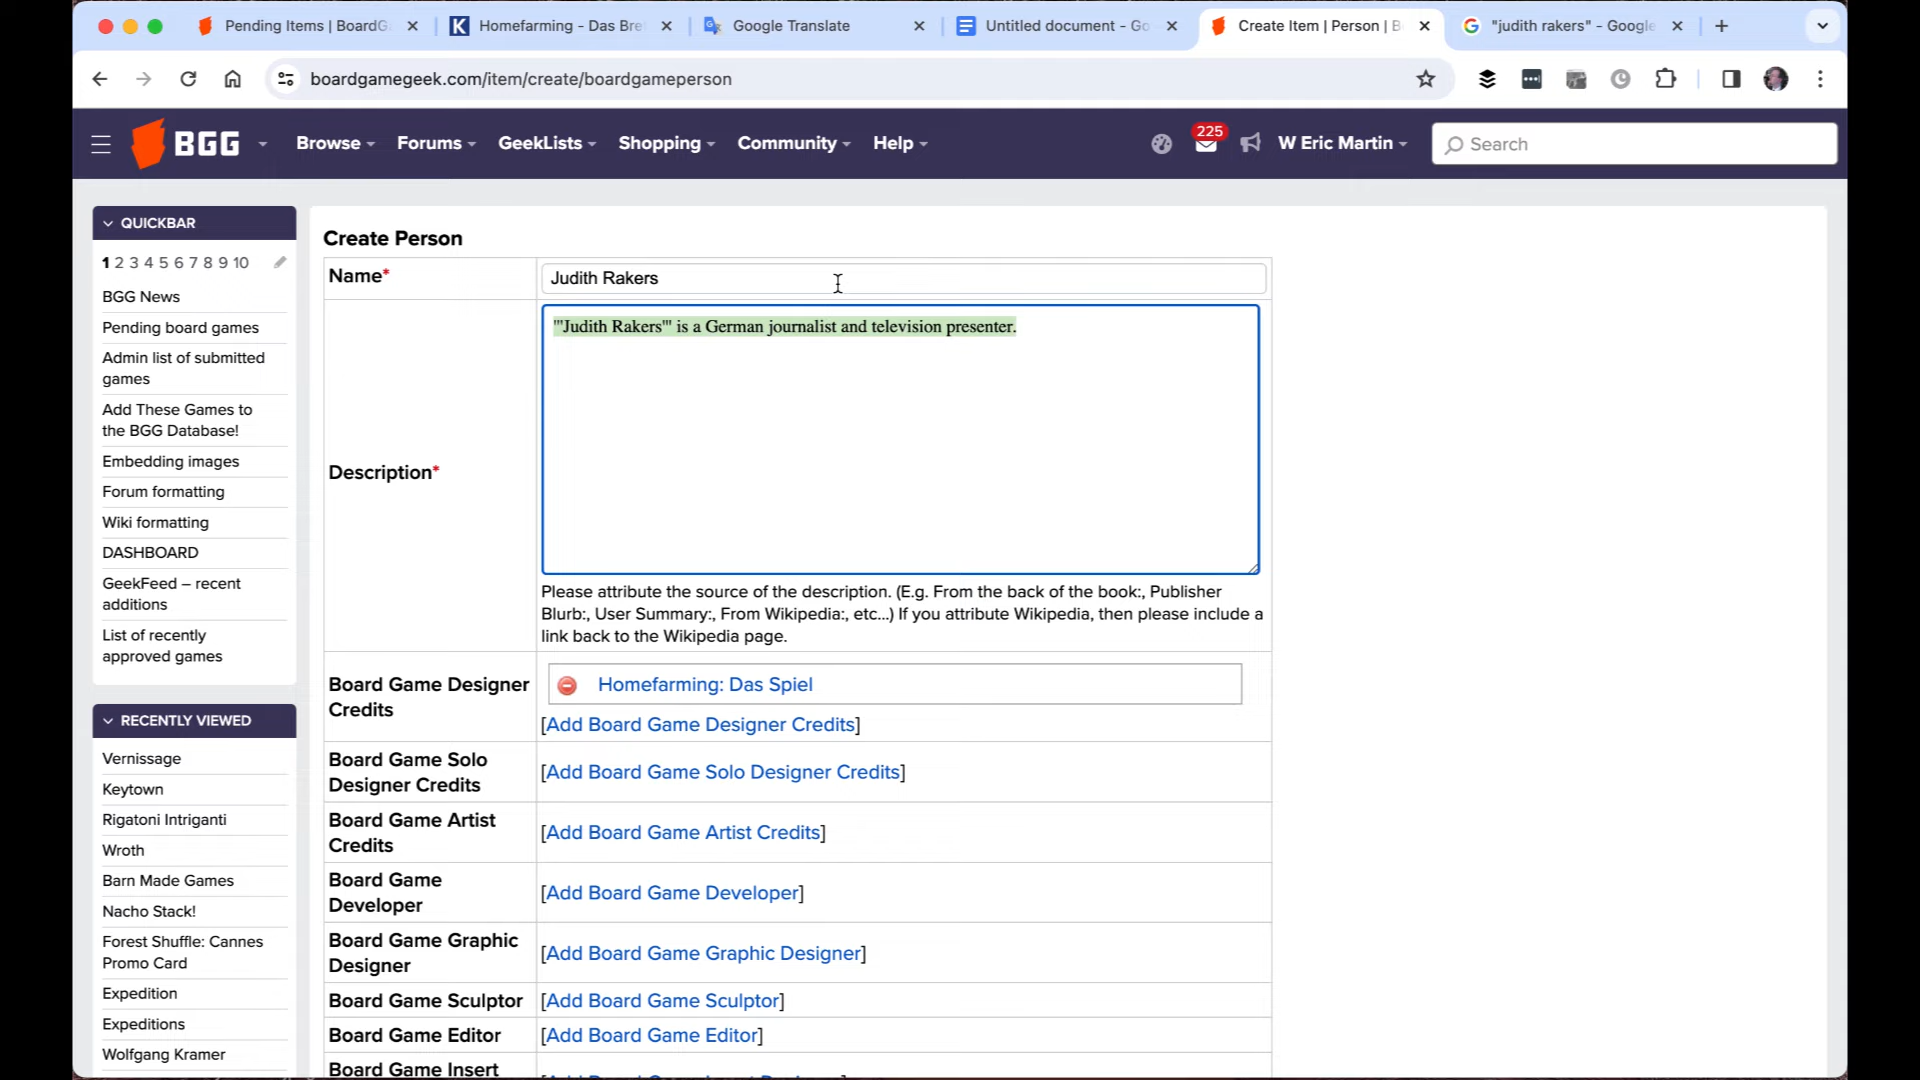 Pending Items | BoardG
Homefarming - Das Bre
Google Translate
Untitled document - Go
Create Item | Person | B
"judith rakers" - Google
boardgamegeek.com/item/create/boardgameperson
BGG
Browse
Forums
GeekLists
Shopping
Community
Help
225
W Eric Martin
Search
QUICKBAR
1 2 3 4 5 6 7 8 9 10
BGG News
Pending board games
Admin list of submitted
games
Add These Games to
the BGG Database!
Embedding images
Forum formatting
Wiki formatting
DASHBOARD
GeekFeed – recent
additions
List of recently
approved games
RECENTLY VIEWED
Vernissage
Keytown
Rigatoni Intriganti
Wroth
Barn Made Games
Nacho Stack!
Forest Shuffle: Cannes
Promo Card
Expedition
Expeditions
Wolfgang Kramer
Create Person
Name*
Judith Rakers
Description*
'''Judith Rakers''' is a German journalist and television presenter.
Please attribute the source of the description. (E.g. From the back of the book:, Publisher
Blurb:, User Summary:, From Wikipedia:, etc...) If you attribute Wikipedia, then please include a
link back to the Wikipedia page.
Board Game Designer
Credits
Homefarming: Das Spiel
[Add Board Game Designer Credits]
Board Game Solo
Designer Credits
[Add Board Game Solo Designer Credits]
Board Game Artist
Credits
[Add Board Game Artist Credits]
Board Game
Developer
[Add Board Game Developer]
Board Game Graphic
Designer
[Add Board Game Graphic Designer]
Board Game Sculptor
[Add Board Game Sculptor]
Board Game Editor
[Add Board Game Editor]
Board Game Insert